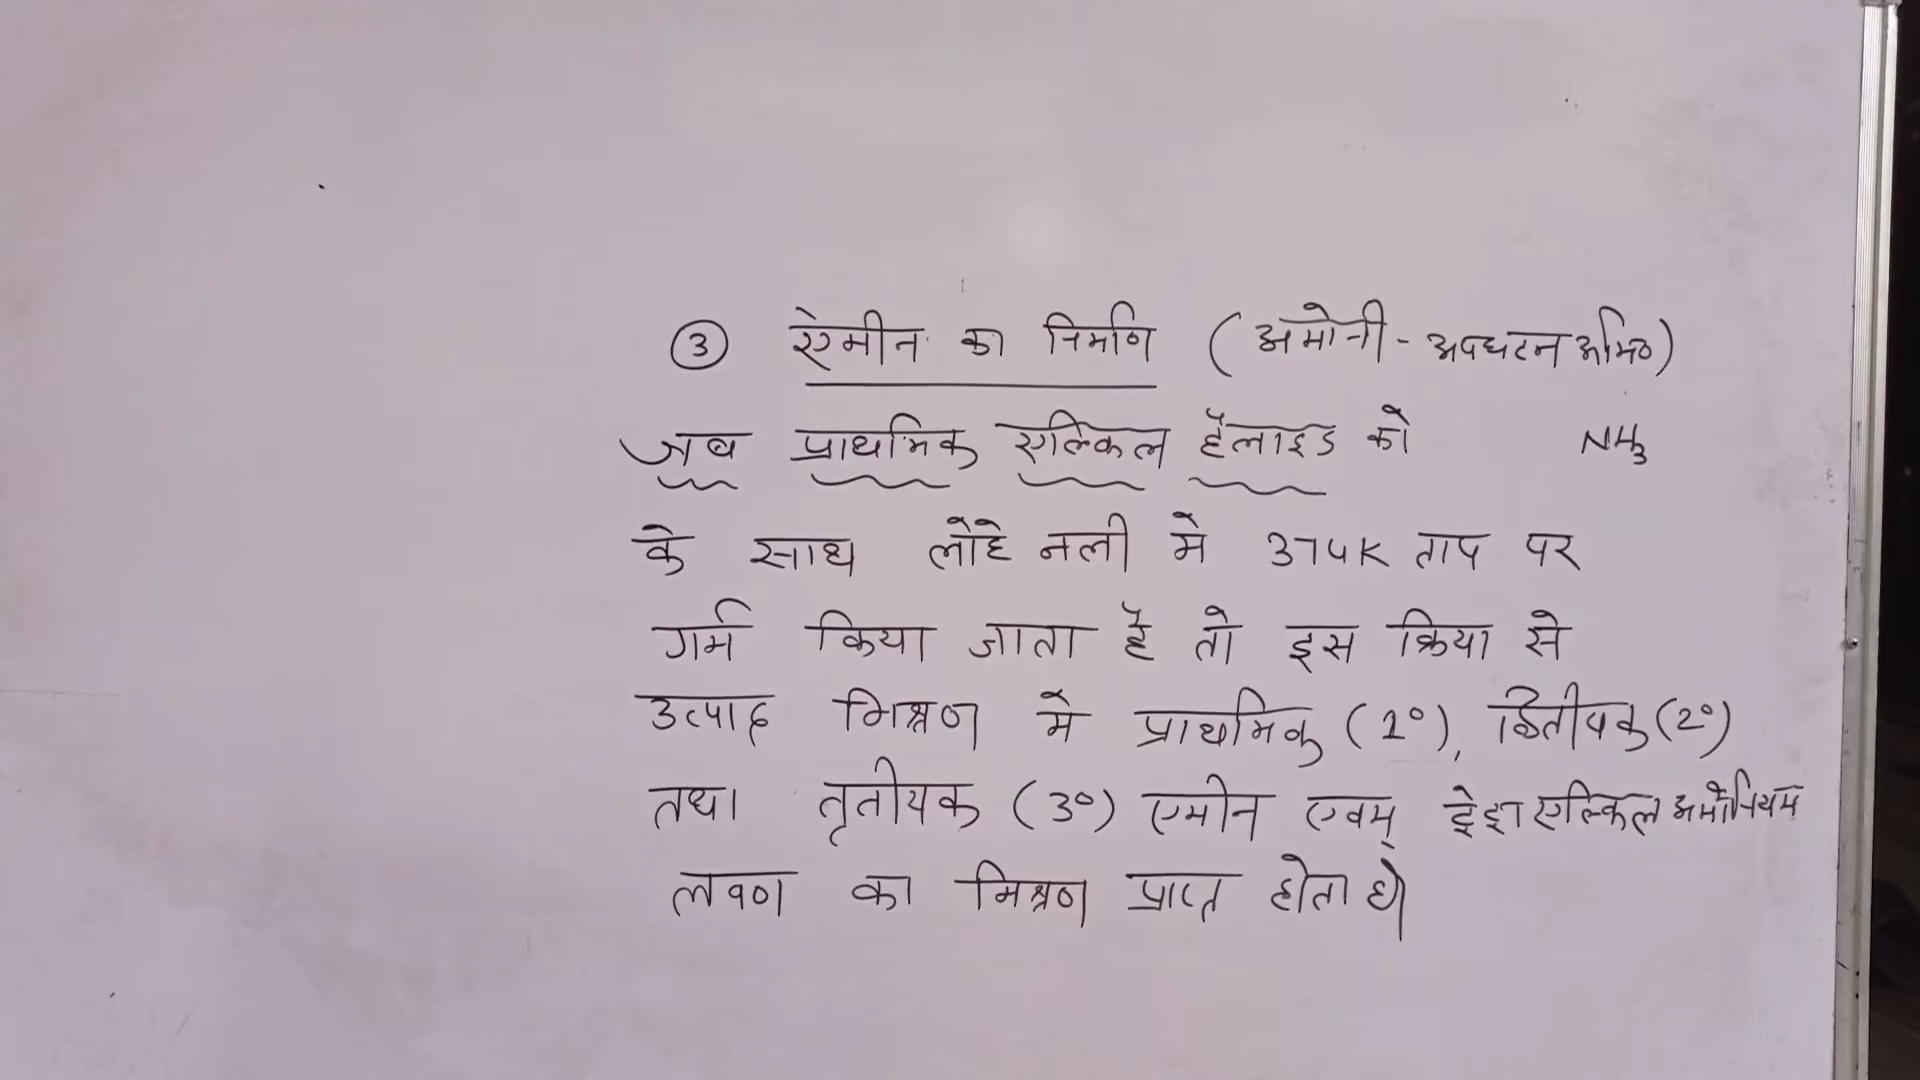 ③ ऐमीन का निर्माण (अमोनी - अपघटन अभि०)
जब प्राथमिक एल्किल हैलाइड को NH3
के साथ लोहे नली मे 374K ताप पर
गर्म किया जाता है तो इस क्रिया से
उत्पाद मिश्रण मे प्राथमिक (1°), द्वितीयक (2°)
तथा तृतीयक (3°) एमीन एवम् एल्किल अमोनियम
लवण का मिश्रण प्राप्त होता है।